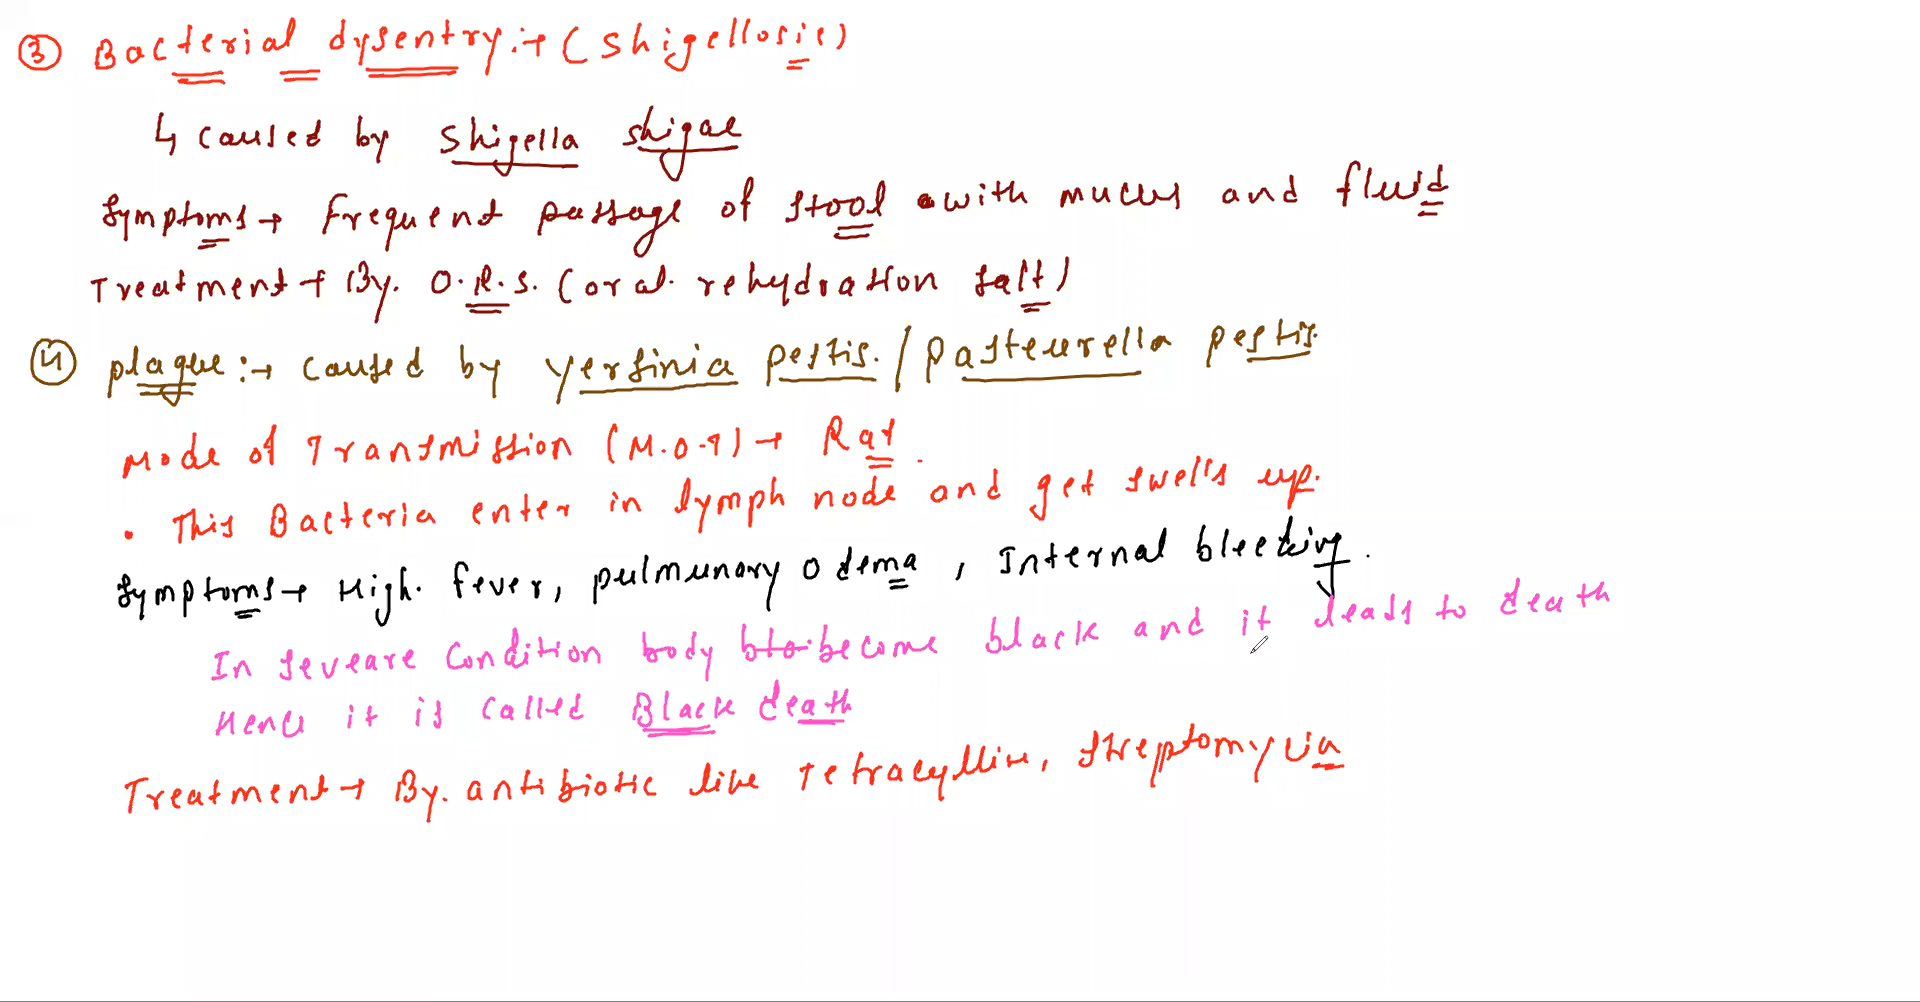 ③ Bacterial dysentry :→ (Shigellosis)
↳ Caused by Shigella shigae
Symptoms → Frequent passage of stool with mucus and fluid
Treatment → By. O.R.S. (oral. rehydration salt)
④ Plague :→ Caused by Yersinia pestis. / Pasteurella pestis.
Mode of Transmission (M.O.T) → Rat.
• This Bacteria enter in lymph node and get swells up.
Symptoms → High. fever, pulmunary odema, Internal bleeding.
In seveare Condition body become black and it leads to death
Hence it is called Black death
Treatment → By. antibiotic like Tetracylline, Streptomycin